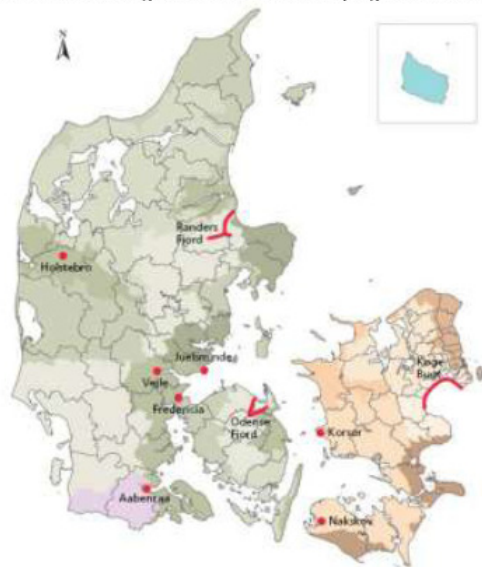 Randers
Fjord
Holstebro
Juelsminde
Køge
Bugt
Vejle
Fredericia
Odense
Fjord
Korsør
Aabenraa
Nakskov